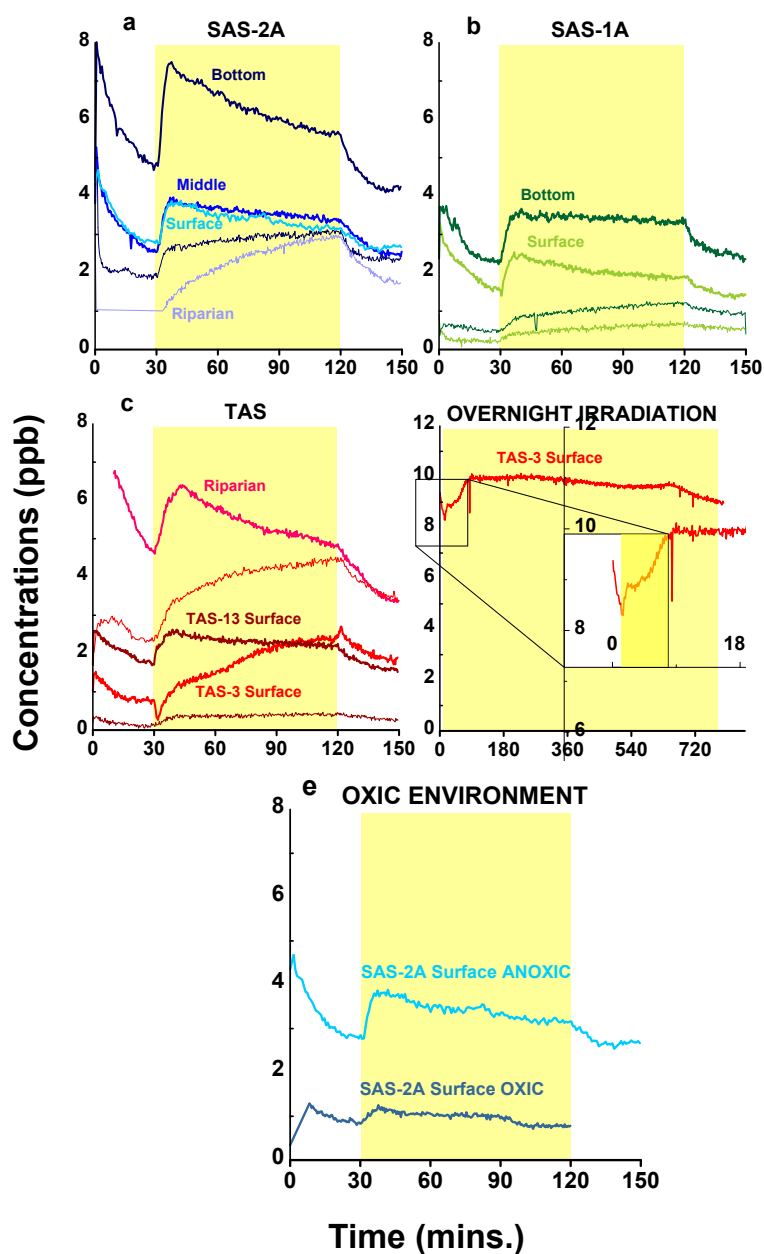 a
SAS-2A
8
6
4
2
0
Bottom
Middle
Surface
Riparian
0 30 60 90 120 150
b
SAS-1A
8
6
4
2
0
Bottom
Surface
0 30 60 90 120 150
Concentrations (ppb)
c
TAS
8
6
4
2
0
Riparian
TAS-13 Surface
TAS-3 Surface
0 30 60 90 120 150
OVERNIGHT IRRADIATION
12
10
8
6
4
2
0
TAS-3 Surface
0 180 360 540 720
12
10
8
6
0 18
e
OXIC ENVIRONMENT
8
6
4
2
0
SAS-2A Surface ANOXIC
SAS-2A Surface OXIC
0 30 60 90 120 150
Time (mins.)